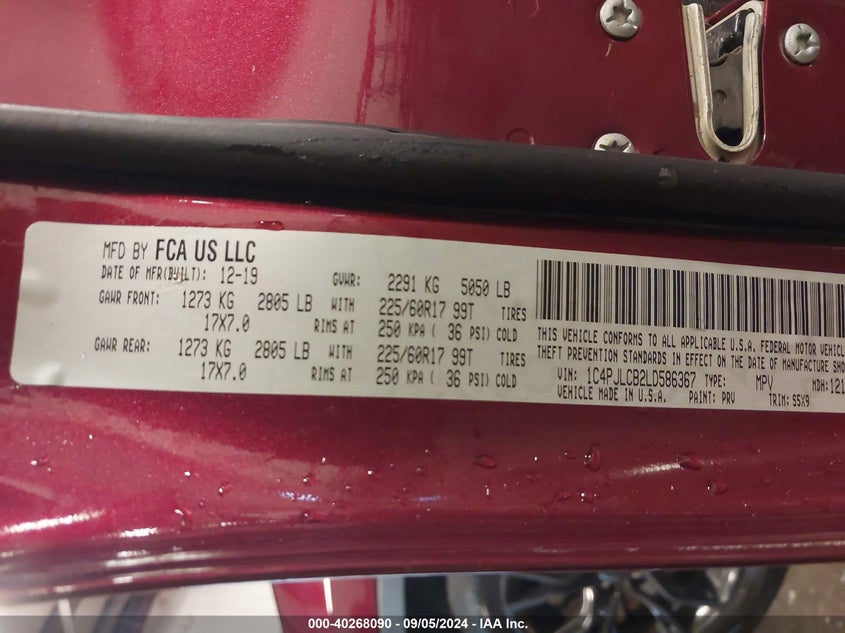 MFD BY FCA US LLC
DATE OF MFR(BUILT): 12-19 GVWR: 2291 KG 5050 LB
GAWR FRONT: 1273 KG 2805 LB WITH 225/60R17 99T TIRES
17X7.0 RIMS AT 250 KPA ( 36 PSI) COLD
GAWR REAR: 1273 KG 2805 LB WITH 225/60R17 99T TIRES
17X7.0 RIMS AT 250 KPA ( 36 PSI) COLD
THIS VEHICLE CONFORMS TO ALL APPLICABLE U.S.A. FEDERAL MOTOR VEHICL
THEFT PREVENTION STANDARDS IN EFFECT ON THE DATE OF MANUFACTURE SHO
VIN: 1C4PJLCB2LD586367 TYPE: MPV MDH:121
VEHICLE MADE IN U.S.A. PAINT: PRV TRIM: S5X9
000-40268090 - 09/05/2024 - IAA Inc.